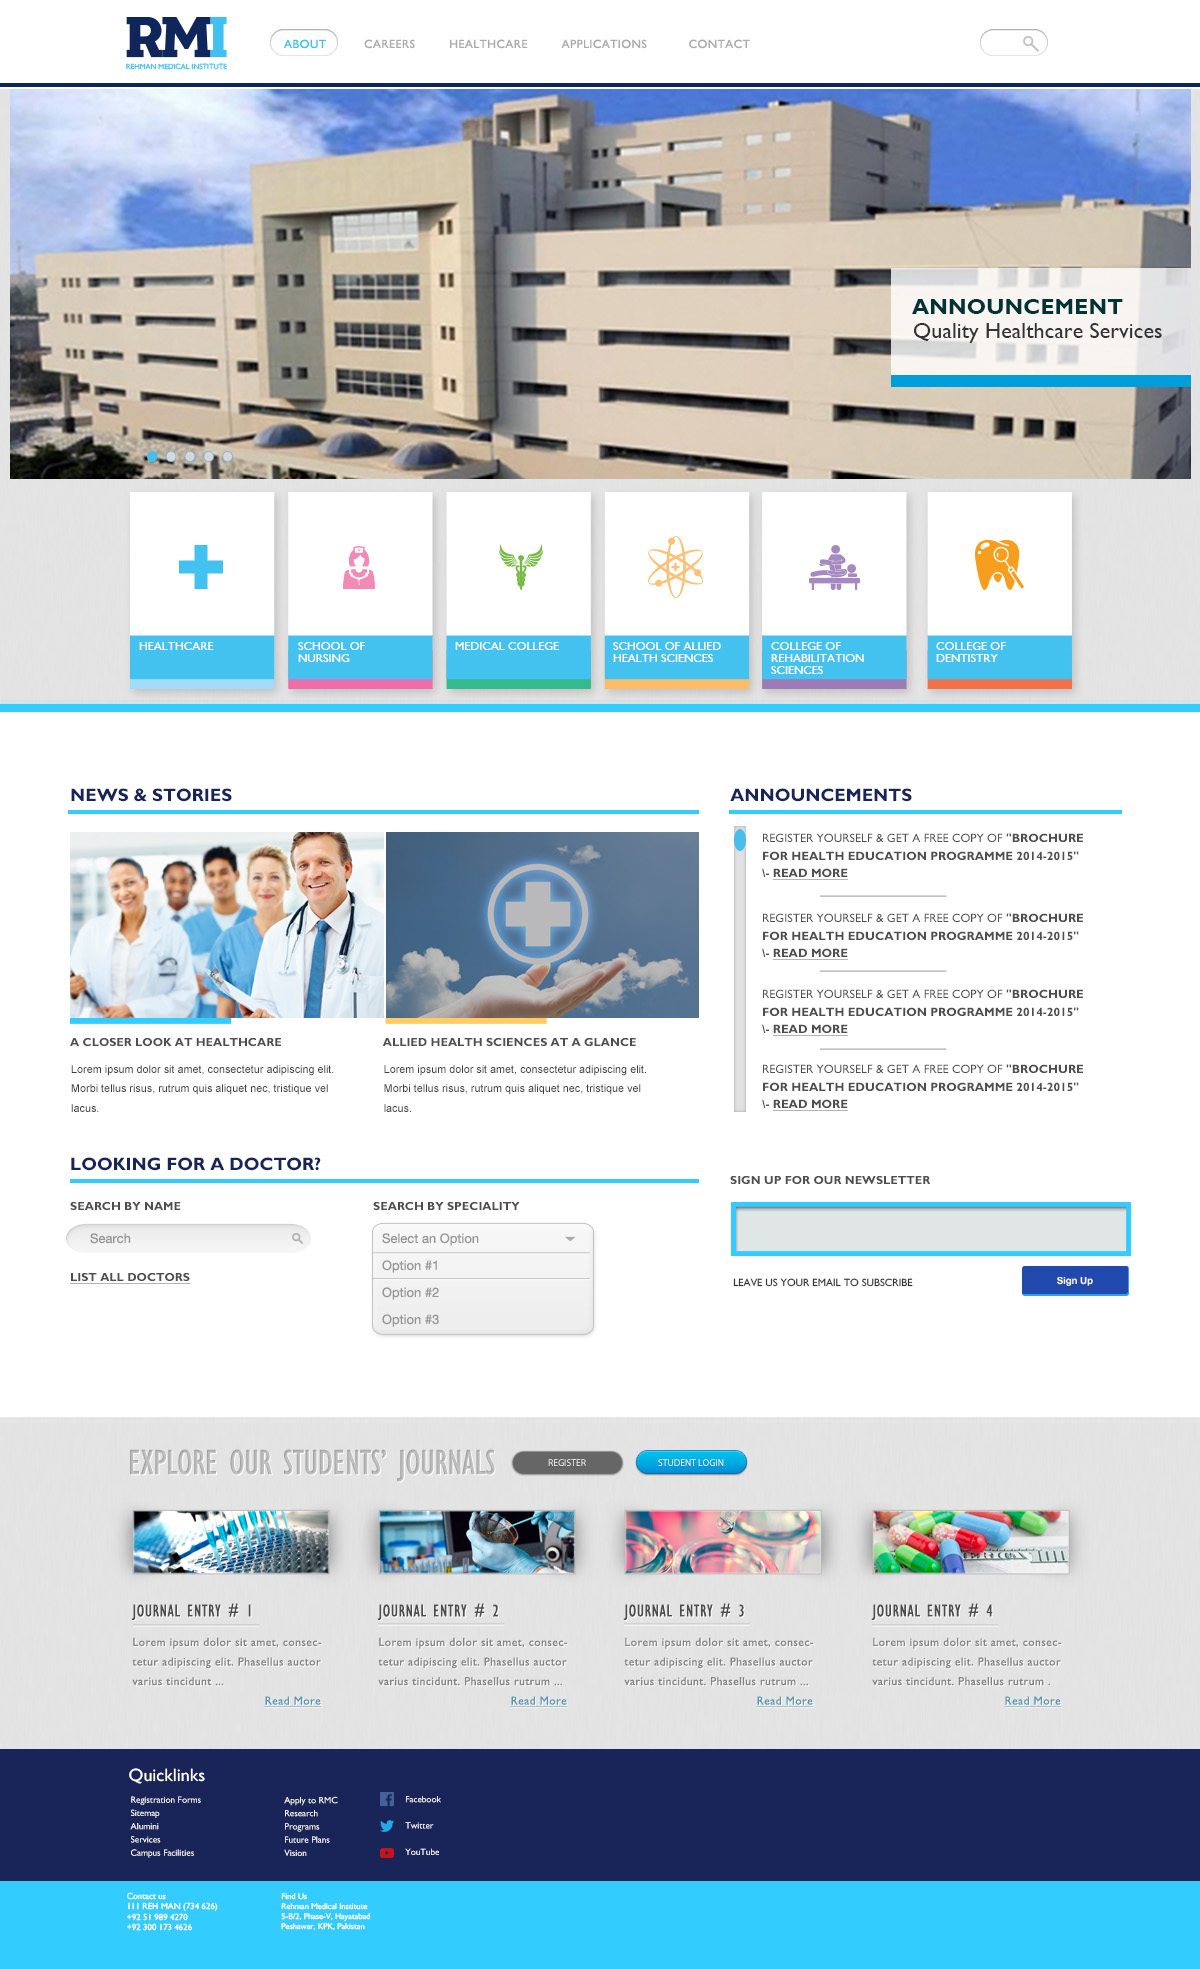 RMI
REHMAN MEDICAL INSTITUTE
ABOUT
CAREERS
HEALTHCARE
APPLICATIONS
CONTACT
ANNOUNCEMENT
Quality Healthcare Services
HEALTHCARE
SCHOOL OF
NURSING
MEDICAL COLLEGE
SCHOOL OF ALLIED
HEALTH SCIENCES
COLLEGE OF
REHABILITATION
SCIENCES
COLLEGE OF
DENTISTRY
NEWS & STORIES
A CLOSER LOOK AT HEALTHCARE
Lorem ipsum dolor sit amet, consectetur adipiscing elit.
Morbi tellus risus, rutrum quis aliquet nec, tristique vel
lacus.
ALLIED HEALTH SCIENCES AT A GLANCE
Lorem ipsum dolor sit amet, consectetur adipiscing elit.
Morbi tellus risus, rutrum quis aliquet nec, tristique vel
lacus.
ANNOUNCEMENTS
REGISTER YOURSELF & GET A FREE COPY OF "BROCHURE
FOR HEALTH EDUCATION PROGRAMME 2014-2015"
\- READ MORE
REGISTER YOURSELF & GET A FREE COPY OF "BROCHURE
FOR HEALTH EDUCATION PROGRAMME 2014-2015"
\- READ MORE
REGISTER YOURSELF & GET A FREE COPY OF "BROCHURE
FOR HEALTH EDUCATION PROGRAMME 2014-2015"
\- READ MORE
REGISTER YOURSELF & GET A FREE COPY OF "BROCHURE
FOR HEALTH EDUCATION PROGRAMME 2014-2015"
\- READ MORE
LOOKING FOR A DOCTOR?
SEARCH BY NAME
Search
LIST ALL DOCTORS
SEARCH BY SPECIALITY
Select an Option
Option #1
Option #2
Option #3
SIGN UP FOR OUR NEWSLETTER
LEAVE US YOUR EMAIL TO SUBSCRIBE
Sign Up
EXPLORE OUR STUDENTS' JOURNALS
REGISTER
STUDENT LOGIN
JOURNAL ENTRY # 1
Lorem ipsum dolor sit amet, consec-
tetur adipiscing elit. Phasellus auctor
varius tincidunt ...
Read More
JOURNAL ENTRY # 2
Lorem ipsum dolor sit amet, consec-
tetur adipiscing elit. Phasellus auctor
varius tincidunt. Phasellus rutrum ...
Read More
JOURNAL ENTRY # 3
Lorem ipsum dolor sit amet, consec-
tetur adipiscing elit. Phasellus auctor
varius tincidunt. Phasellus rutrum ...
Read More
JOURNAL ENTRY # 4
Lorem ipsum dolor sit amet, consec-
tetur adipiscing elit. Phasellus auctor
varius tincidunt. Phasellus rutrum .
Read More
Quicklinks
Registration Forms
Sitemap
Alumini
Services
Campus Facilities
Apply to RMC
Research
Programs
Future Plans
Vision
Facebook
Twitter
YouTube
Contact us
111 REH MAN (734 626)
+92 51 989 4270
+92 300 173 4626
Find Us
Rehman Medical Institute
5-B/2, Phase-V, Hayatabad
Peshawar, KPK, Pakistan